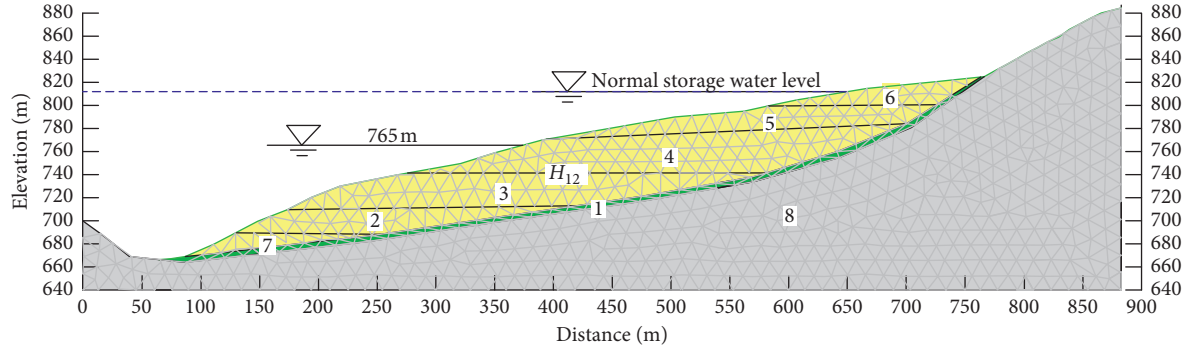 880 880
860 860
840 840
820 Normal storage water level 820
800 6 800
780 5 780
765 m
760 4 760
740 H12 740
720 3 720
700 2 1 8 700
680 7 680
660 660
640 640
0 50 100 150 200 250 300 350 400 450 500 550 600 650 700 750 800 850 900
Distance (m)
Elevation (m)